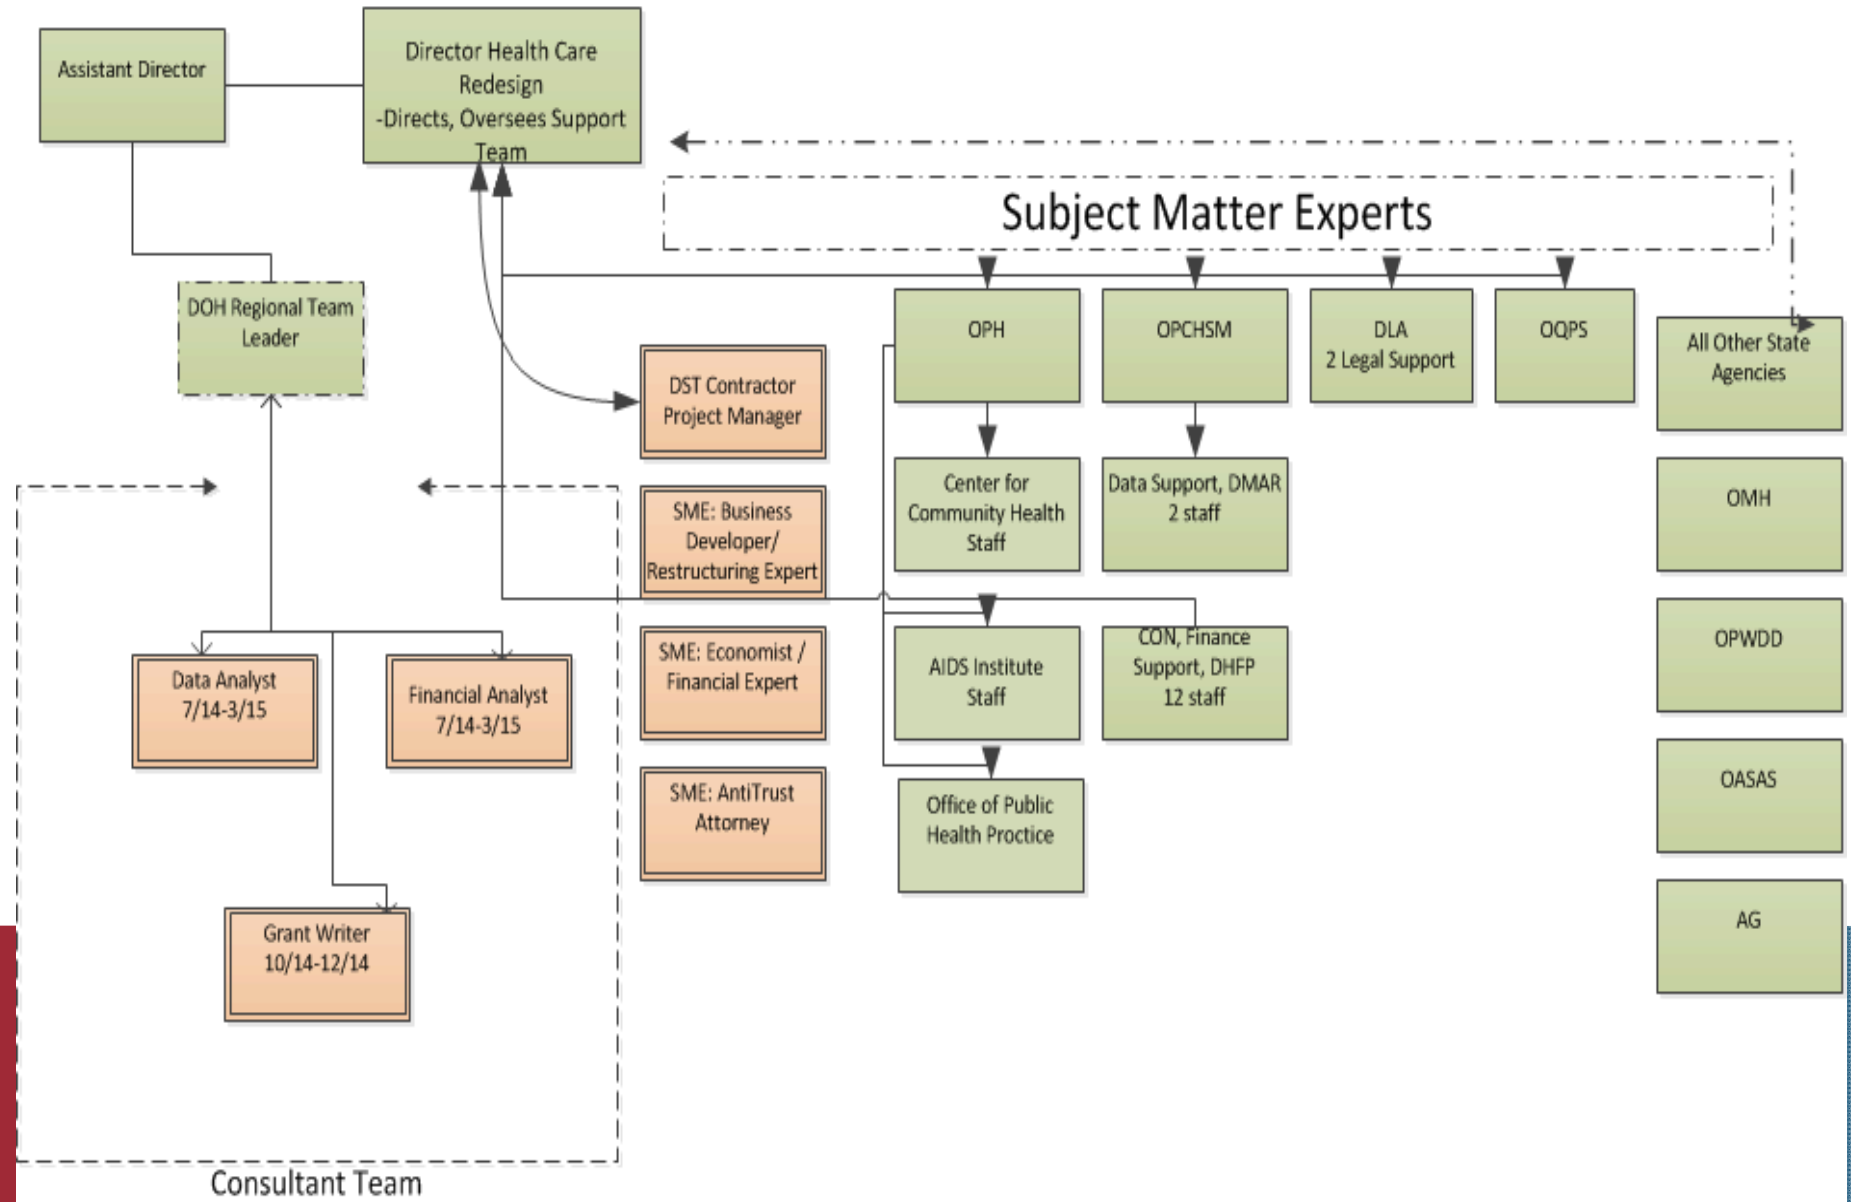 Assistant Director
Director Health Care
Redesign
-Directs, Oversees Support
Team
Subject Matter Experts
DOH Regional Team
Leader
OPH
OPCHSM
DLA
2 Legal Support
OQPS
All Other State
Agencies
DST Contractor
Project Manager
Center for
Community Health
Staff
Data Support, DMAR
2 staff
OMH
SME: Business
Developer/
Restructuring Expert
SME: Economist /
Financial Expert
AIDS Institute
Staff
CON, Finance
Support, DHFP
12 staff
OPWDD
Data Analyst
7/14-3/15
Financial Analyst
7/14-3/15
SME: AntiTrust
Attorney
Office of Public
Health Proctice
OASAS
Grant Writer
10/14-12/14
AG
Consultant Team